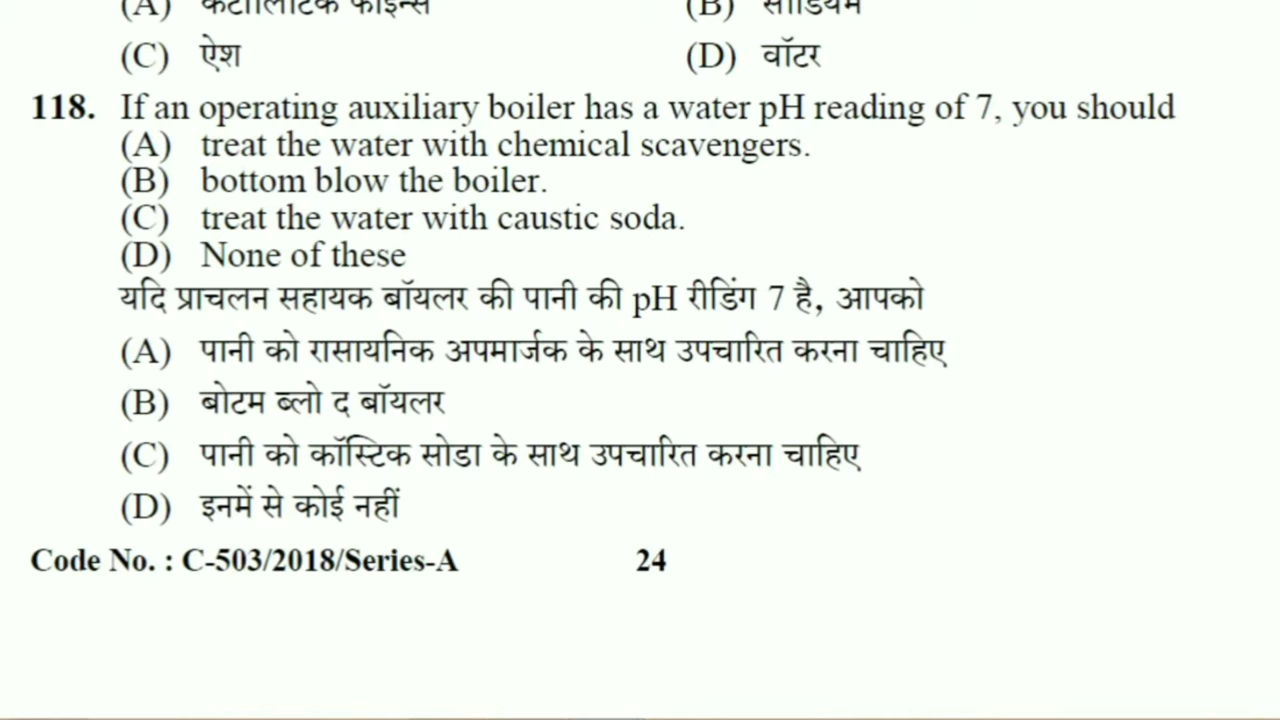 (A) कैटालिटिक फाइन्स (B) सोडियम
(C) ऐश (D) वॉटर
118. If an operating auxiliary boiler has a water pH reading of 7, you should
(A) treat the water with chemical scavengers.
(B) bottom blow the boiler.
(C) treat the water with caustic soda.
(D) None of these
यदि प्राचलन सहायक बॉयलर की पानी की pH रीडिंग 7 है, आपको
(A) पानी को रासायनिक अपमार्जक के साथ उपचारित करना चाहिए
(B) बोटम ब्लो द बॉयलर
(C) पानी को कॉस्टिक सोडा के साथ उपचारित करना चाहिए
(D) इनमें से कोई नहीं
Code No. : C-503/2018/Series-A 24